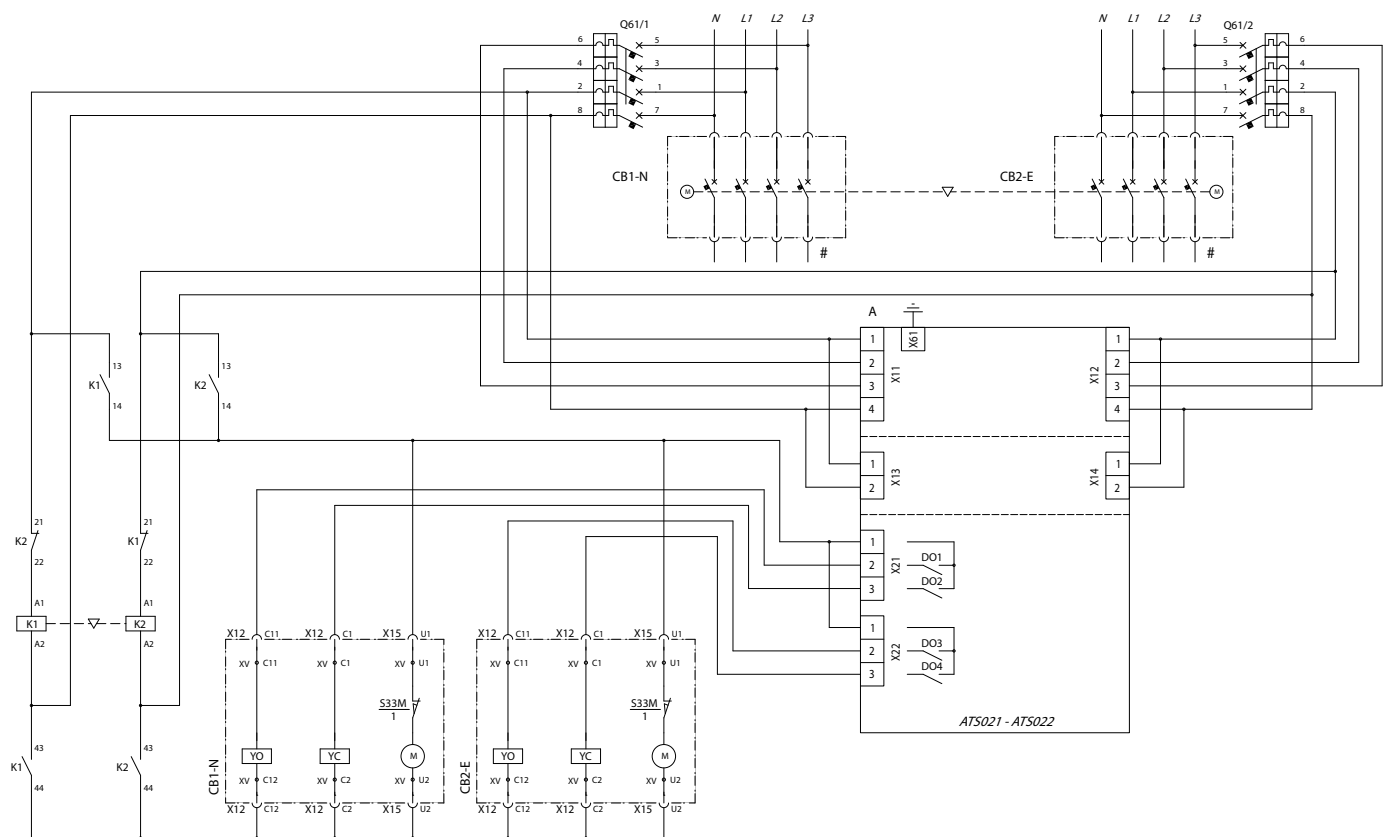 Q61/1 N L1 L2 L3 N L1 L2 L3 Q61/2
6 5 5 6
4 3 3 4
2 1 1 2
8 7 7 8
CB1-N M CB2-E M
# #
A
X61
1 1
2 2
X11 X12
3 3
4 4
13 13
K1 K2
14 14
1 1
X13 X14
2 2
21 21
K2 K1
22 22
1
2 X21 DO1
3 DO2
A1 A1
K1 K2
A2 A2
1
2 X22 DO3
3 DO4
ATS021 - ATS022
X12 C11 X12 C1 X15 U1 X12 C11 X12 C1 X15 U1
XV C11 XV C1 XV U1 XV C11 XV C1 XV U1
S33M S33M
1 1
43 43
K1 K2
44 44
CB1-N YO YC M CB2-E YO YC M
XV C12 XV C2 XV U2 XV C12 XV C2 XV U2
X12 C12 X12 C2 X15 U2 X12 C12 X12 C2 X15 U2